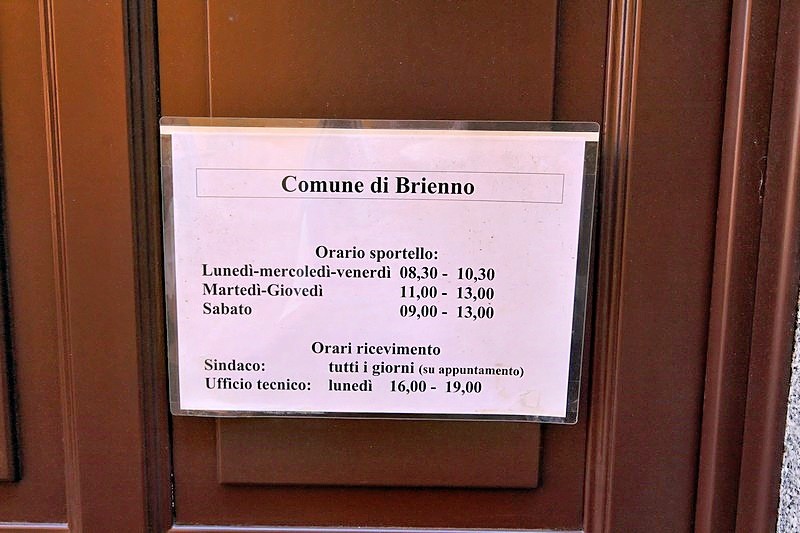 Comune di Brienno
Orario sportello:
Lunedì-mercoledì-venerdì 08,30 - 10,30
Martedì-Giovedì 11,00 - 13,00
Sabato 09,00 - 13,00
Orari ricevimento
Sindaco: tutti i giorni (su appuntamento)
Ufficio tecnico: lunedì 16,00 - 19,00